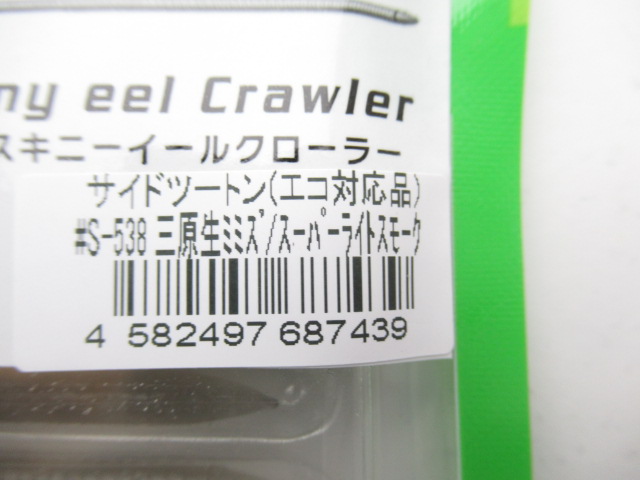 ny eel Crawler
スキニーイールクローラー
サイドツートン(エコ対応品)
#S-538 三原生ミミズ/スーパーライトスモーク
4 582497 687439